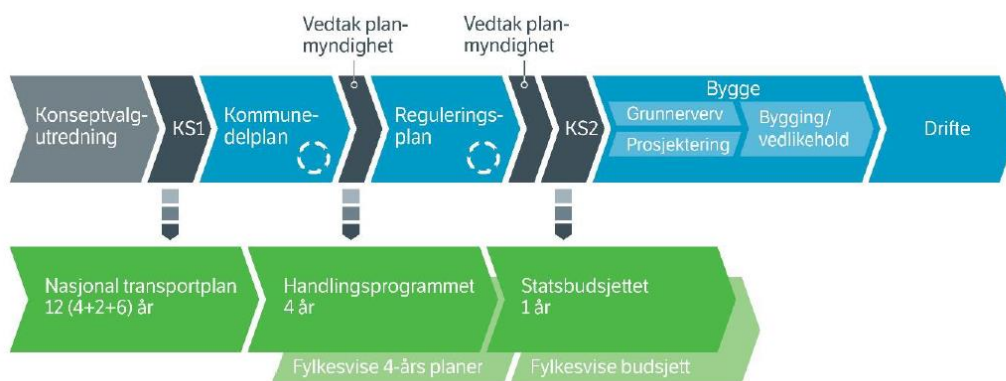 Vedtak plan-
myndighet
Vedtak plan-
myndighet
Konseptvalg-
utredning
KS1
Kommune-
delplan
Regulerings-
plan
KS2
Bygge
Grunnerverv
Prosjektering
Bygging/
vedlikehold
Drifte
Nasjonal transportplan
12 (4+2+6) år
Handlingsprogrammet
4 år
Statsbudsjettet
1 år
Fylkesvise 4-års planer
Fylkesvise budsjett